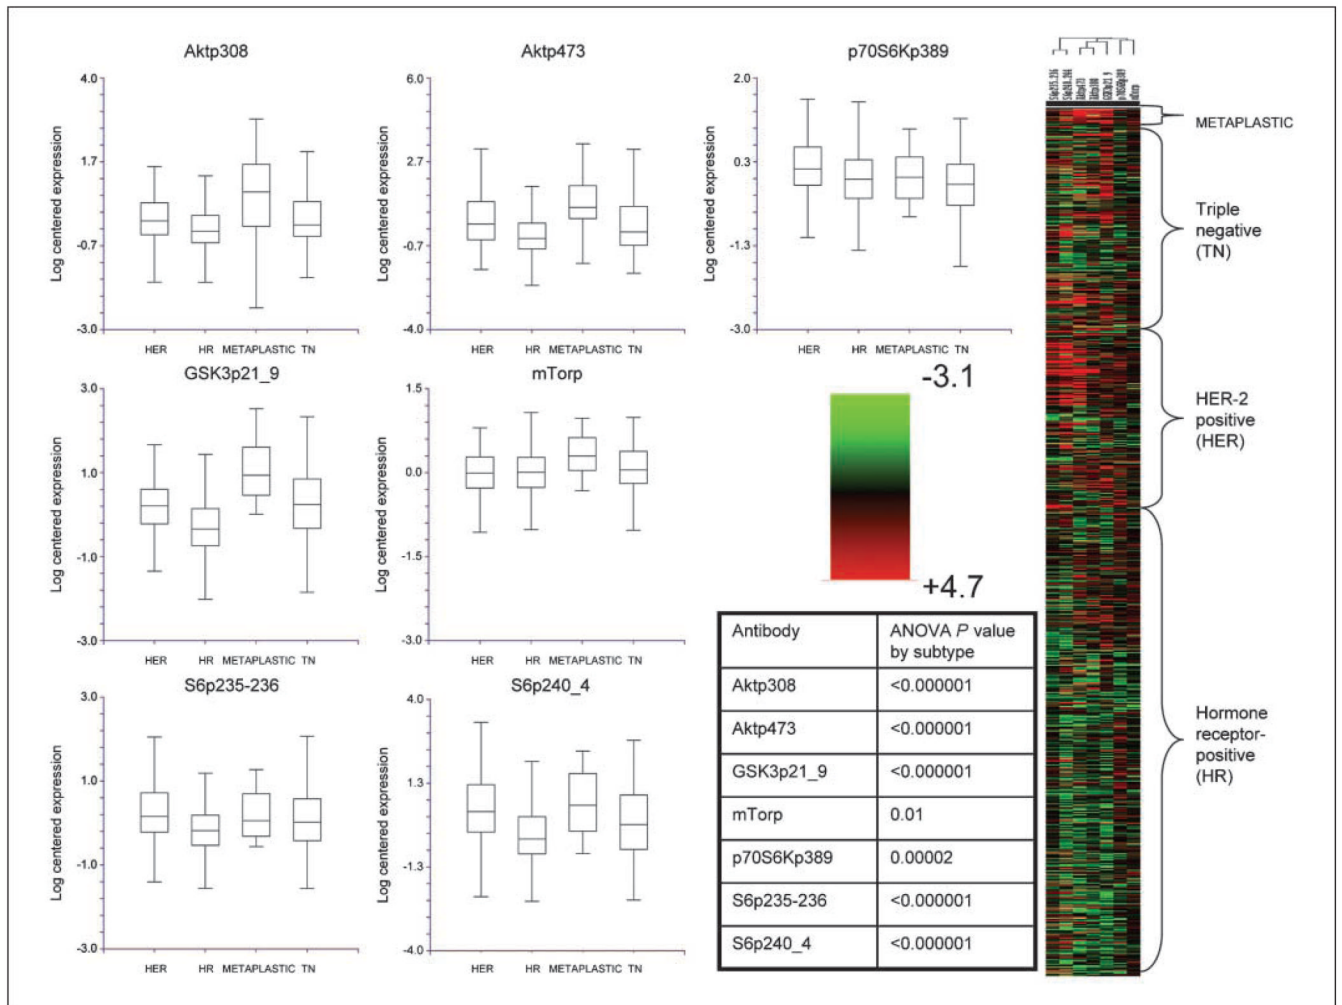 Aktp308
Log centered expression
4.0
1.7
-0.7
-3.0
HER HR METAPLASTIC TN
Aktp473
Log centered expression
6.0
2.7
-0.7
-4.0
HER HR METAPLASTIC TN
p70S6Kp389
Log centered expression
2.0
0.3
-1.3
-3.0
HER HR METAPLASTIC TN
GSK3p21_9
Log centered expression
3.0
1.0
-1.0
-3.0
HER HR METAPLASTIC TN
mTorp
Log centered expression
1.5
0.0
-1.5
-3.0
HER HR METAPLASTIC TN
S6p235-236
Log centered expression
3.0
1.0
-1.0
-3.0
HER HR METAPLASTIC TN
S6p240_4
Log centered expression
4.0
1.3
-1.3
-4.0
HER HR METAPLASTIC TN
-3.1
+4.7
Antibody ANOVA P value
by subtype
Aktp308 <0.000001
Aktp473 <0.000001
GSK3p21_9 <0.000001
mTorp 0.01
p70S6Kp389 0.00002
S6p235-236 <0.000001
S6p240_4 <0.000001
METAPLASTIC
Triple
negative
(TN)
HER-2
positive
(HER)
Hormone
receptor-
positive
(HR)